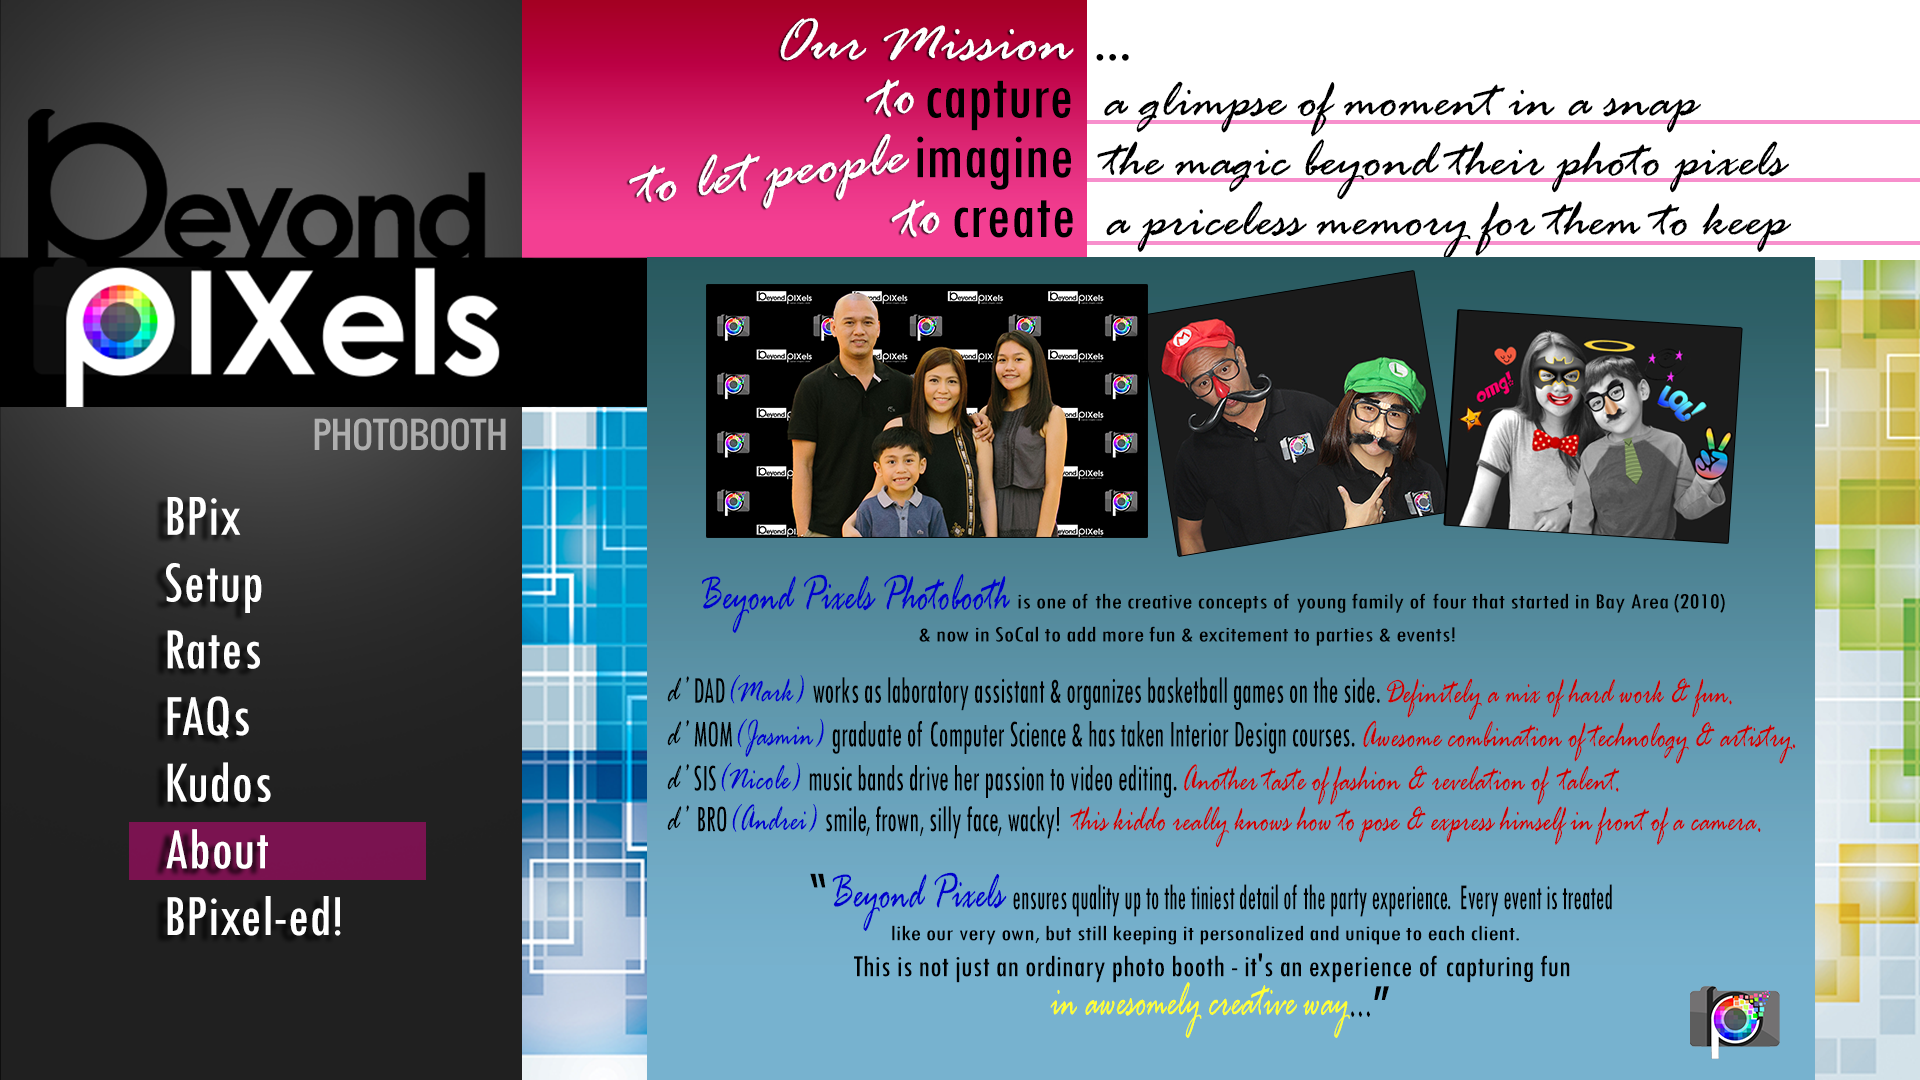 Our Mission ...
to capture a glimpse of moment in a snap
to let people imagine the magic beyond their photo pixels
to create a priceless memory for them to keep
Beyond
pIXels
PHOTOBOOTH
BPix
Setup
Rates
FAQs
Kudos
About
BPixel-ed!
omg!
LOL!
Beyond Pixels Photobooth is one of the creative concepts of young family of four that started in Bay Area (2010)
& now in SoCal to add more fun & excitement to parties & events!
d' DAD (Mark) works as laboratory assistant & organizes basketball games on the side. Definitely a mix of hard work & fun.
d' MOM (Jasmin) graduate of Computer Science & has taken Interior Design courses. Awesome combination of technology & artistry.
d' SIS (Nicole) music bands drive her passion to video editing. Another taste of fashion & revelation of talent.
d' BRO (Andrei) smile, frown, silly face, wacky! this kiddo really knows how to pose & express himself in front of a camera.
"Beyond Pixels ensures quality up to the tiniest detail of the party experience. Every event is treated
like our very own, but still keeping it personalized and unique to each client.
This is not just an ordinary photo booth - it's an experience of capturing fun
in awesomely creative way..."